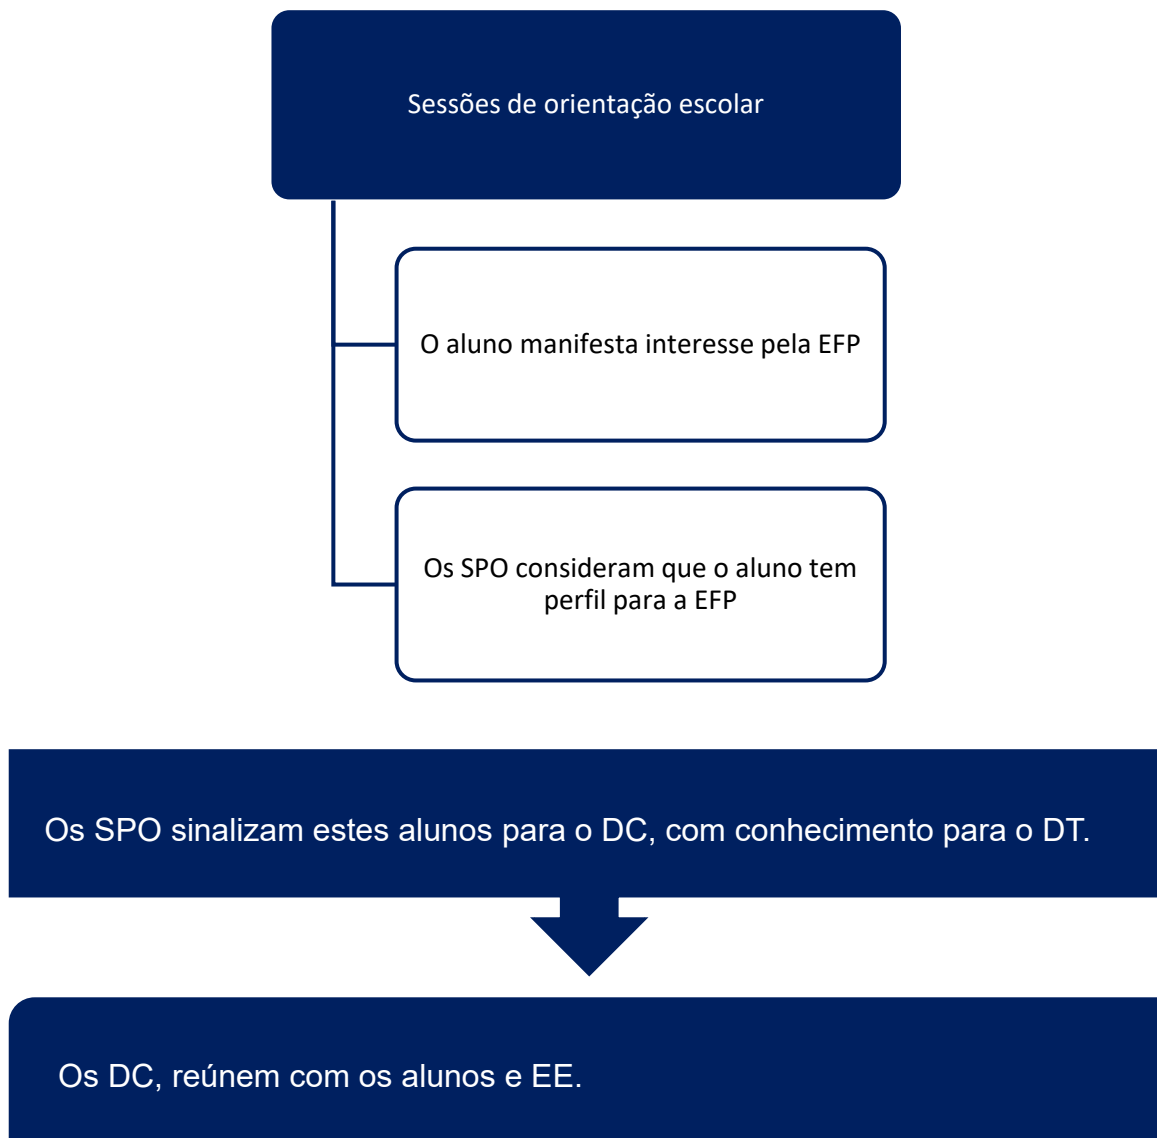 Sessões de orientação escolar
O aluno manifesta interesse pela EFP
Os SPO consideram que o aluno tem
perfil para a EFP
Os SPO sinalizam estes alunos para o DC, com conhecimento para o DT.
Os DC, reúnem com os alunos e EE.